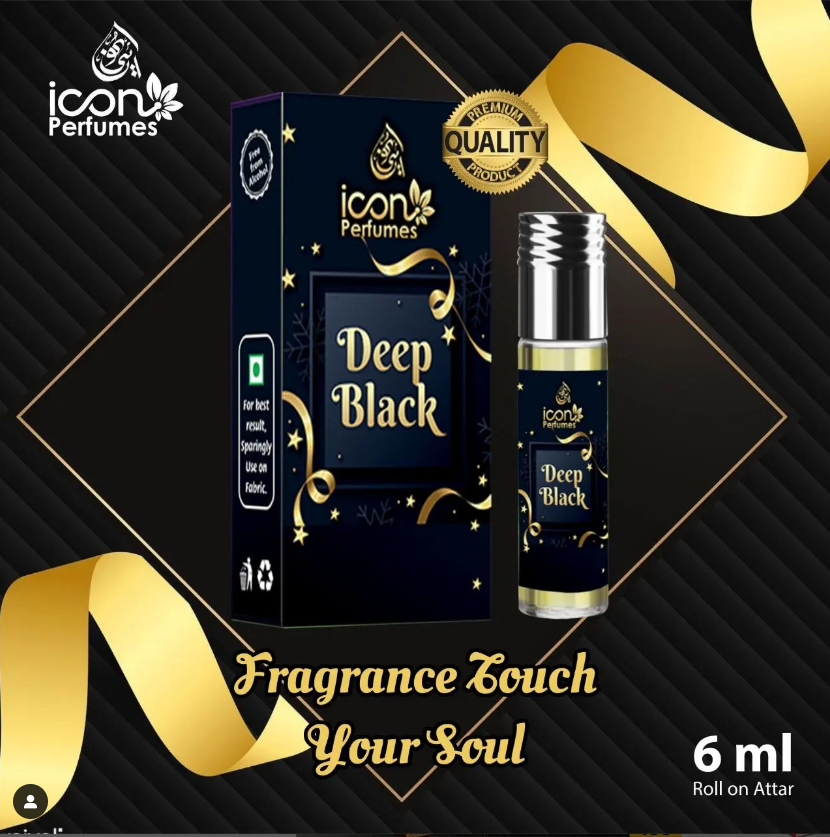 icon
Perfumes
PREMIUM
QUALITY
PRODUCT
Free
from
Alcohol
icon
Perfumes
Deep
Black
For best
result,
Sparingly
Use on
Fabric.
icon
Perfumes
Deep
Black
Fragrance Touch
Your Soul
6 ml
Roll on Attar